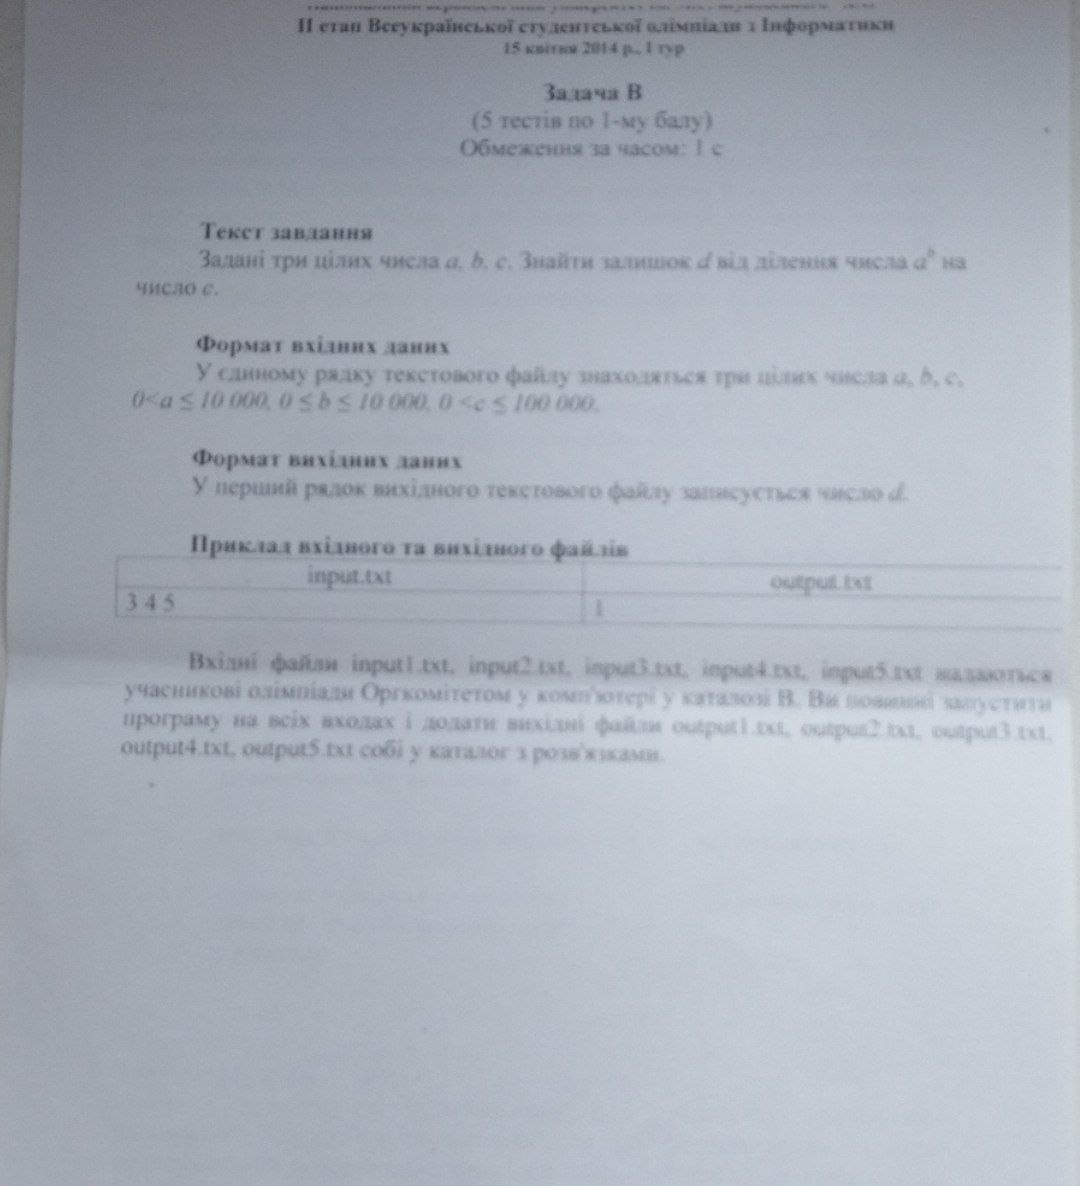 ІІ етап Всеукраїнської студентської олімпіади з Інформатики
15 квітня 2014 р., І тур
Задача В
(5 тестів по 1-му балу)
Обмеження за часом: 1 с
Текст завдання
Задані три цілих числа a, b, c. Знайти залишок d від ділення числа a^b на
число c.
Формат вхідних даних
У єдиному рядку текстового файлу знаходяться три цілих числа a, b, c,
0<a ≤ 10 000, 0 ≤ b ≤ 10 000, 0 <c ≤ 100 000.
Формат вихідних даних
У перший рядок вихідного текстового файлу записується число d.
Приклад вхідного та вихідного файлів
input.txt output.txt
3 4 5 1
Вхідні файли input1.txt, input2.txt, input3.txt, input4.txt, input5.txt надаються
учасникові олімпіади Оргкомітетом у комп'ютері у каталозі В. Ви повинні запустити
програму на всіх входах і додати вихідні файли output1.txt, output2.txt, output3.txt,
output4.txt, output5.txt собі у каталог з розв'язками.